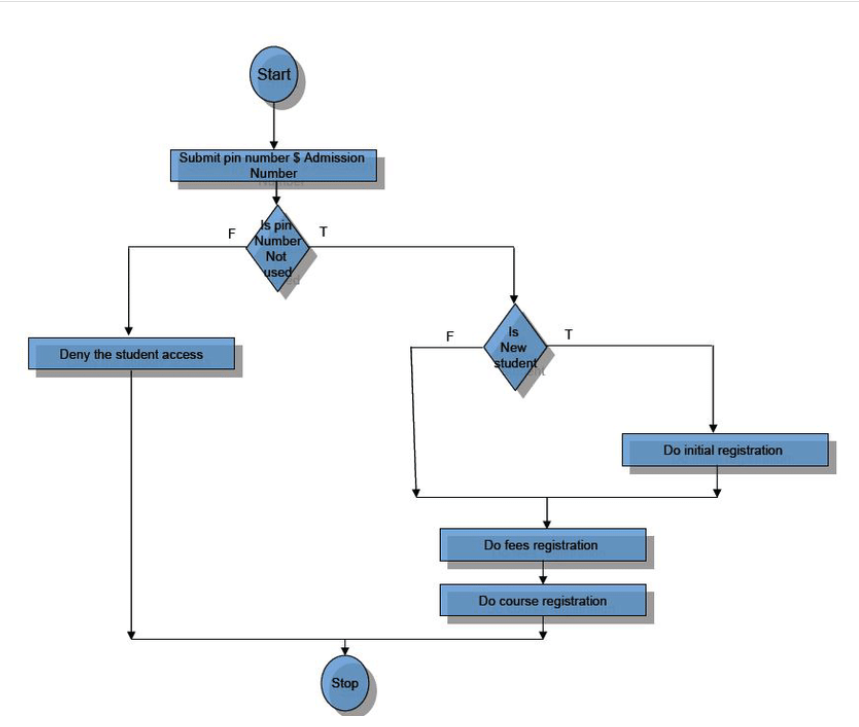 Start
Submit pin number $ Admission
Number
Is pin
Number
Not
used
F
T
Deny the student access
Is
New
student
F
T
Do initial registration
Do fees registration
Do course registration
Stop